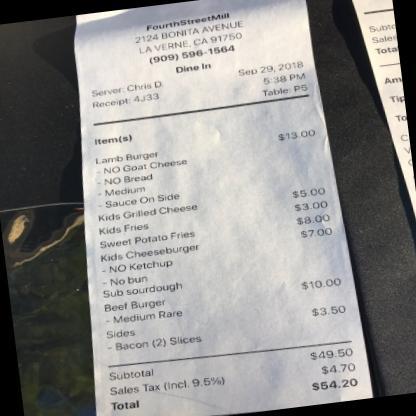 FourthStreetMill
2124 BONITA AVENUE
LA VERNE, CA 91750
(909) 596-1564
Dine In
Server: Chris D Sep 29, 2018
5:38 PM
Receipt: 4J33 Table: P5
Item(s)
Lamb Burger $13.00
- NO Goat Cheese
- NO Bread
- Medium
- Sauce On Side
Kids Grilled Cheese $5.00
Kids Fries $3.00
Sweet Potato Fries $8.00
Kids Cheeseburger $7.00
- NO Ketchup
- No bun
Sub sourdough
Beef Burger $10.00
- Medium Rare
Sides $3.50
- Bacon (2) Slices
Subtotal $49.50
Sales Tax (Incl. 9.5%) $4.70
Total $54.20
Am
Tip